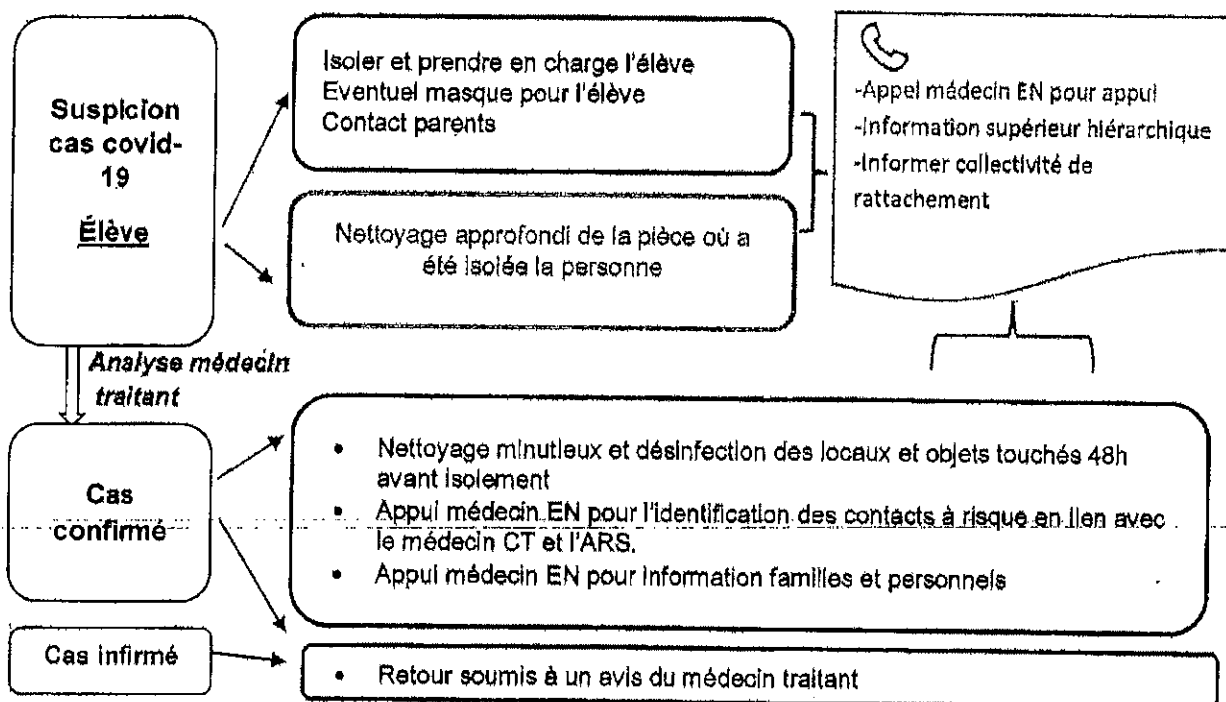 Suspicion
cas covid-
19
Élève
Isoler et prendre en charge l'élève
Eventuel masque pour l'élève
Contact parents
Nettoyage approfondi de la pièce où a
été isolée la personne
-Appel médecin EN pour appui
-Information supérieur hiérarchique
-Informer collectivité de
rattachement
Analyse médecin
traitant
Cas
confirmé
• Nettoyage minutieux et désinfection des locaux et objets touchés 48h
avant isolement
• Appui médecin EN pour l'identification des contacts à risque en lien avec
le médecin CT et l'ARS.
• Appui médecin EN pour information familles et personnels
Cas infirmé
• Retour soumis à un avis du médecin traitant